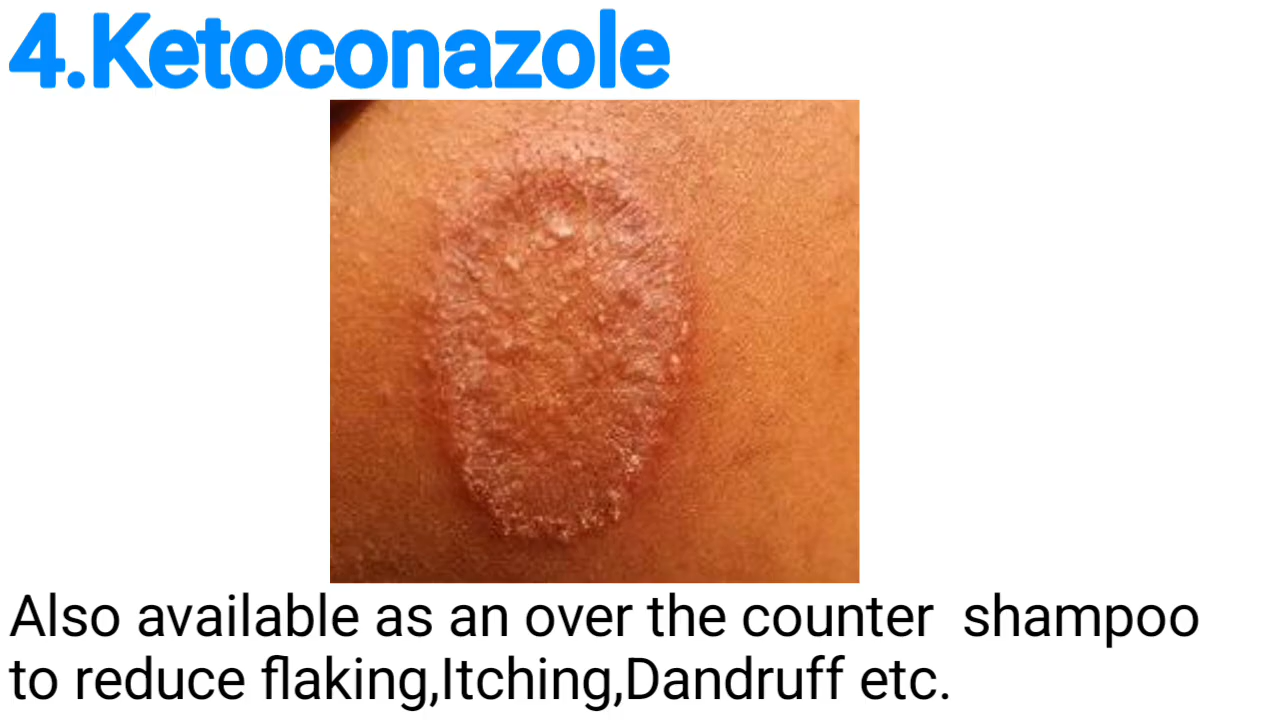 4.Ketoconazole
Also available as an over the counter  shampoo
to reduce flaking,Itching,Dandruff etc.